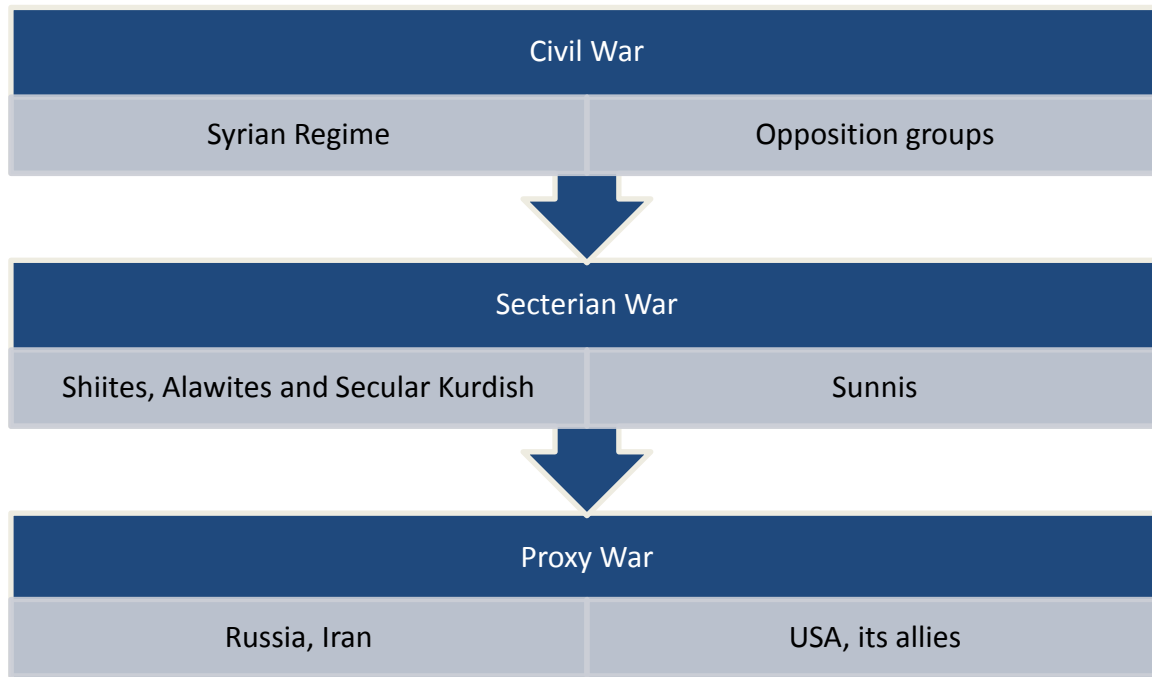 Civil War
Syrian Regime
Opposition groups
Secterian War
Shiites, Alawites and Secular Kurdish
Sunnis
Proxy War
Russia, Iran
USA, its allies